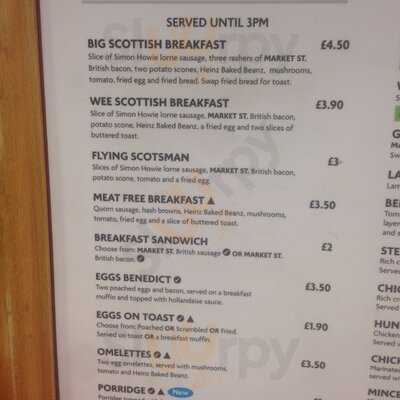 SERVED UNTIL 3PM
BIG SCOTTISH BREAKFAST £4.50
Slice of Simon Howie lorne sausage, three rashers of MARKET ST.
British bacon, two potato scones, Heinz Baked Beanz, mushrooms,
tomato, fried egg and fried bread. Swap fried bread for toast.
WEE SCOTTISH BREAKFAST £3.90
Slice of Simon Howie lorne sausage, MARKET ST. British bacon,
potato scone, Heinz Baked Beanz, a fried egg and two slices of
buttered toast.
FLYING SCOTSMAN £3
Slices of Simon Howie lorne sausage, MARKET ST. British bacon,
potato scone, tomato and a fried egg.
MEAT FREE BREAKFAST £3.50
Quorn sausage, hash browns, Heinz Baked Beanz, mushrooms,
tomato, fried egg and a slice of buttered toast.
BREAKFAST SANDWICH £2
Choose from: MARKET ST. British sausage OR MARKET ST.
British bacon.
EGGS BENEDICT £3.50
Two poached eggs and bacon, served on a breakfast
muffin and topped with hollandaise sauce.
EGGS ON TOAST £1.90
Choose from: Poached OR Scrambled OR Fried.
Served on toast OR a breakfast muffin.
OMELETTES £3.50
Two egg omelettes, served with mushrooms,
tomato and Heinz Baked Beanz.
PORRIDGE New